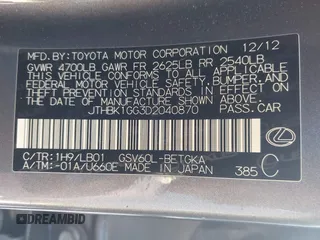 MFD.BY:TOYOTA MOTOR CORPORATION 12/12
GVWR 4700LB GAWR FR 2625LB RR 2540LB
THIS VEHICLE CONFORMS TO ALL APPLICABLE
FEDERAL MOTOR VEHICLE SAFETY, BUMPER, AND
THEFT PREVENTION STANDARDS IN EFFECT ON
THE DATE OF MANUFACTURE SHOWN ABOVE.
JTHBK1GG3D2040870 PASS.CAR
C/TR:1H9/LB01 GSV60L-BETGKA
A/TM:-01A/U660E MADE IN JAPAN 385 C
AUTOBIDMASTER